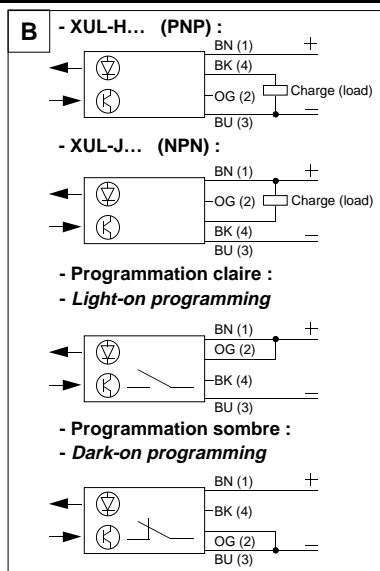 B
- XUL-H... (PNP) :
BN (1) +
BK (4)
OG (2) Charge (load)
BU (3) –
- XUL-J... (NPN) :
BN (1) +
OG (2) Charge (load)
BK (4)
BU (3) –
- Programmation claire :
- Light-on programming
BN (1) +
OG (2)
BK (4)
BU (3) –
- Programmation sombre :
- Dark-on programming
BN (1) +
BK (4)
OG (2)
BU (3) –